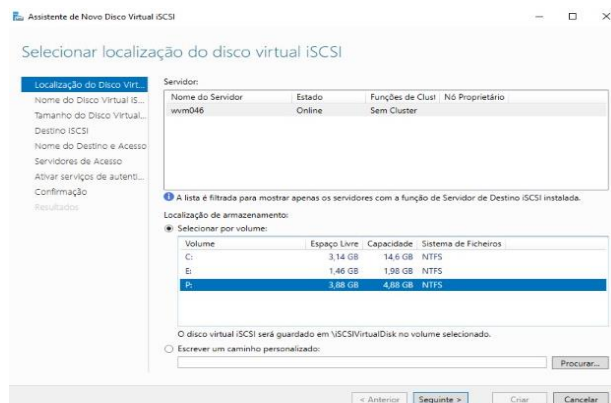 Assistente de Novo Disco Virtual iSCSI
Selecionar localização do disco virtual iSCSI
Localização do Disco Virt...
Nome do Disco Virtual iS...
Tamanho do Disco Virtual...
Destino iSCSI
Nome do Destino e Acesso
Servidores de Acesso
Ativar serviços de autenti...
Confirmação
Resultados
Servidor:
Nome do Servidor Estado Funções de Clust Nó Proprietário
wvm046 Online Sem Cluster
A lista é filtrada para mostrar apenas os servidores com a função de Servidor de Destino iSCSI instalada.
Localização de armazenamento:
Selecionar por volume:
Volume Espaço Livre Capacidade Sistema de Ficheiros
C: 3,14 GB 14,6 GB NTFS
E: 1,46 GB 1,98 GB NTFS
P: 3,88 GB 4,88 GB NTFS
O disco virtual iSCSI será guardado em \iSCSIVirtualDisk no volume selecionado.
Escrever um caminho personalizado:
Procurar...
< Anterior Seguinte > Criar Cancelar